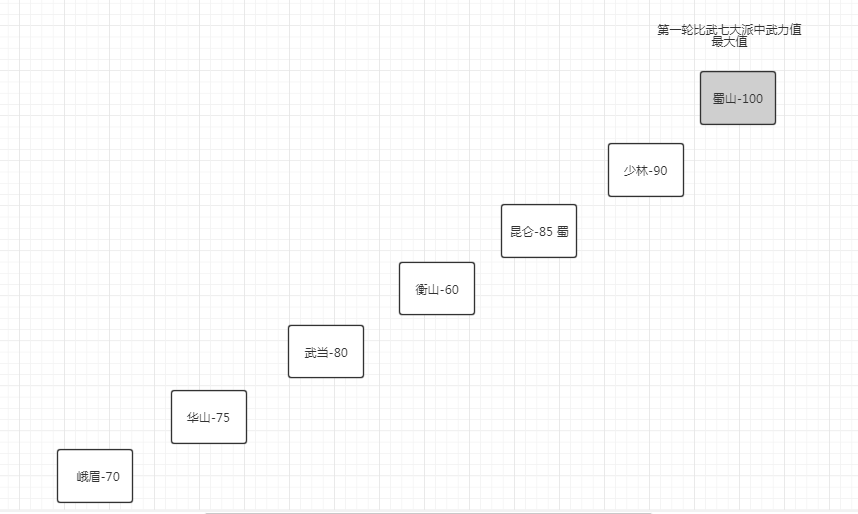 第一轮比武七大派中武力值
最大值
蜀山-100
少林-90
昆仑-85 蜀
衡山-60
武当-80
华山-75
峨眉-70